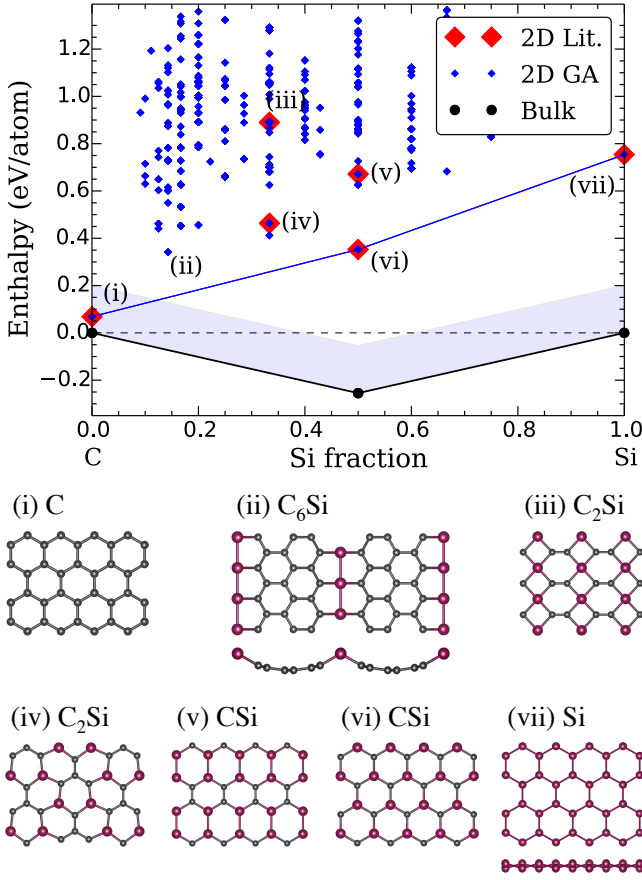 1.2
1.0
0.8
0.6
0.4
0.2
0.0
−0.2
Enthalpy (eV/atom)
2D Lit.
2D GA
Bulk
(i)
(ii)
(iii)
(iv)
(v)
(vi)
(vii)
0.0 0.2 0.4 0.6 0.8 1.0
C Si fraction Si
(i) C (ii) C₆Si (iii) C₂Si
(iv) C₂Si (v) CSi (vi) CSi (vii) Si